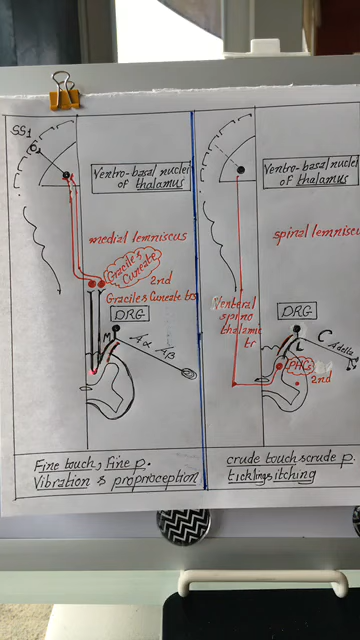 SS1
Ventro-basal nuclei
of thalamus
medial lemniscus
Gracile &
Cuneate
2nd
Gracile & Cuneate trs
DRG
M
Aα
Aβ
Fine touch, fine p.
Vibration & proprioception
Ventro-basal nuclei
of thalamus
spinal lemniscu
Ventral
spino
thalamic
tr
DRG
C
A delta
L
PHCs
2nd
crude touch & crude p.
tickling & itching